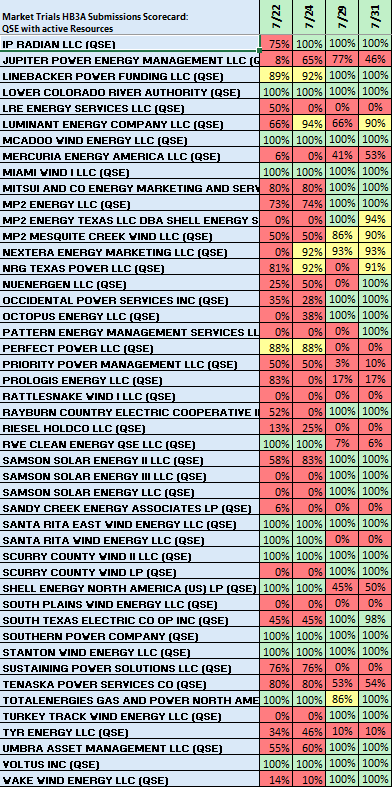 Market Trials HB3A Submissions Scorecard:
QSE with active Resources 7/22 7/24 7/29 7/31
IP RADIAN LLC (QSE) 75% 100% 100% 100%
JUPITER POWER ENERGY MANAGEMENT LLC (Q 8% 65% 77% 46%
LINEBACKER POWER FUNDING LLC (QSE) 89% 92% 100% 100%
LOWER COLORADO RIVER AUTHORITY (QSE) 100% 100% 100% 100%
LRE ENERGY SERVICES LLC (QSE) 50% 0% 0% 0%
LUMINANT ENERGY COMPANY LLC (QSE) 66% 94% 66% 90%
MCADOO WIND ENERGY LLC (QSE) 100% 100% 100% 100%
MERCURIA ENERGY AMERICA LLC (QSE) 6% 0% 41% 53%
MIAMI WIND I LLC (QSE) 100% 100% 100% 100%
MITSUI AND CO ENERGY MARKETING AND SERV 80% 80% 100% 100%
MP2 ENERGY LLC (QSE) 73% 74% 100% 100%
MP2 ENERGY TEXAS LLC DBA SHELL ENERGY S 0% 0% 100% 94%
MP2 MESQUITE CREEK WIND LLC (QSE) 50% 50% 86% 90%
NEXTERA ENERGY MARKETING LLC (QSE) 0% 92% 93% 93%
NRG TEXAS POWER LLC (QSE) 81% 92% 0% 91%
NUENERGEN LLC (QSE) 25% 50% 0% 100%
OCCIDENTAL POWER SERVICES INC (QSE) 35% 28% 100% 100%
OCTOPUS ENERGY LLC (QSE) 0% 38% 100% 100%
PATTERN ENERGY MANAGEMENT SERVICES LL 0% 0% 0% 100%
PERFECT POWER LLC (QSE) 88% 88% 0% 0%
PRIORITY POWER MANAGEMENT LLC (QSE) 50% 50% 3% 10%
PROLOGIS ENERGY LLC (QSE) 83% 0% 17% 17%
RATTLESNAKE WIND I LLC (QSE) 0% 0% 0% 0%
RAYBURN COUNTRY ELECTRIC COOPERATIVE I 52% 0% 100% 100%
RIESEL HOLDCO LLC (QSE) 13% 25% 0% 0%
RWE CLEAN ENERGY QSE LLC (QSE) 100% 100% 7% 6%
SAMSON SOLAR ENERGY II LLC (QSE) 58% 83% 100% 100%
SAMSON SOLAR ENERGY III LLC (QSE) 0% 0% 100% 100%
SAMSON SOLAR ENERGY LLC (QSE) 0% 0% 100% 100%
SANDY CREEK ENERGY ASSOCIATES LP (QSE) 6% 0% 0% 0%
SANTA RITA EAST WIND ENERGY LLC (QSE) 100% 100% 100% 100%
SANTA RITA WIND ENERGY LLC (QSE) 100% 100% 0% 0%
SCURRY COUNTY WIND II LLC (QSE) 100% 100% 100% 100%
SCURRY COUNTY WIND LP (QSE) 0% 0% 100% 100%
SHELL ENERGY NORTH AMERICA (US) LP (QSE) 100% 100% 45% 50%
SOUTH PLAINS WIND ENERGY LLC (QSE) 0% 0% 0% 0%
SOUTH TEXAS ELECTRIC CO OP INC (QSE) 45% 45% 100% 98%
SOUTHERN POWER COMPANY (QSE) 100% 100% 100% 100%
STANTON WIND ENERGY LLC (QSE) 100% 100% 100% 100%
SUSTAINING POWER SOLUTIONS LLC (QSE) 76% 76% 0% 0%
TENASKA POWER SERVICES CO (QSE) 80% 80% 53% 54%
TOTALENERGIES GAS AND POWER NORTH AME 100% 100% 86% 100%
TURKEY TRACK WIND ENERGY LLC (QSE) 0% 0% 100% 100%
TYR ENERGY LLC (QSE) 34% 46% 10% 10%
UMBRA ASSET MANAGEMENT LLC (QSE) 55% 60% 100% 100%
VOLTUS INC (QSE) 100% 100% 100% 100%
WAKE WIND ENERGY LLC (QSE) 14% 10% 100% 100%